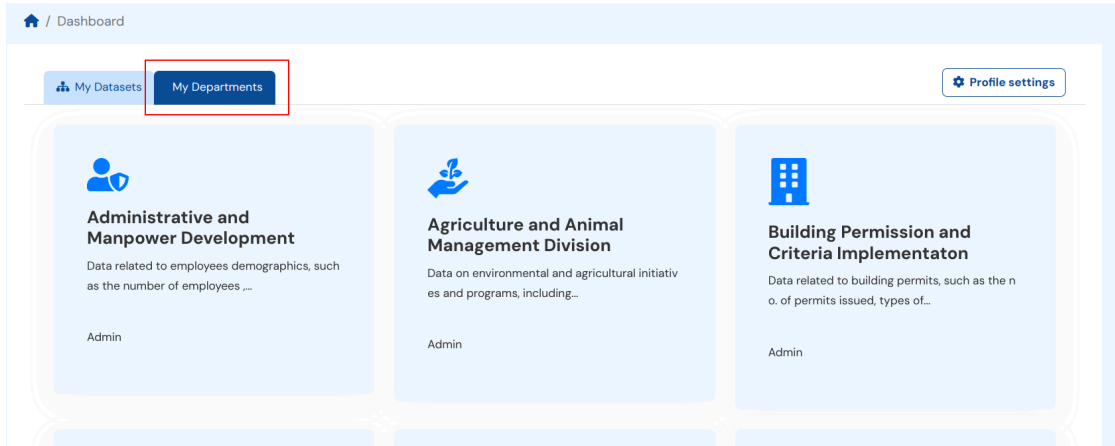 / Dashboard
My Datasets
My Departments
Profile settings
Administrative and
Manpower Development
Data related to employees demographics, such
as the number of employees ,...
Admin
Agriculture and Animal
Management Division
Data on environmental and agricultural initiativ
es and programs, including...
Admin
Building Permission and
Criteria Implementaton
Data related to building permits, such as the n
o. of permits issued, types of...
Admin